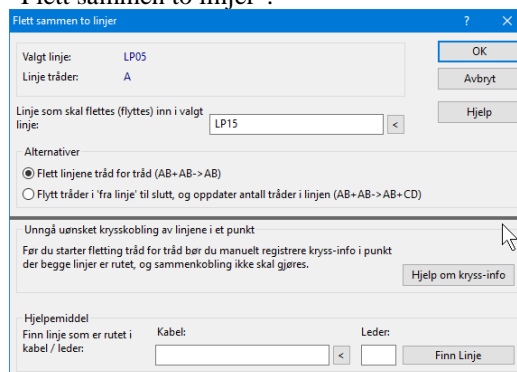 "Flett sammen to linjer".
Flett sammen to linjer ? ×
Valgt linje: LP05
Linje tråder: A
OK
Avbryt
Hjelp
Linje som skal flettes (flyttes) inn i valgt
linje: LP15 <
Alternativer
Flett linjene tråd for tråd (AB+AB->AB)
Flytt tråder i 'fra linje' til slutt, og oppdater antall tråder i linjen (AB+AB->AB+CD)
Unngå uønsket krysskobling av linjene i et punkt
Før du starter fletting tråd for tråd bør du manuelt registrere kryss-info i punkt
der begge linjer er rutet, og sammenkobling ikke skal gjøres.
Hjelp om kryss-info
Hjelpemiddel
Finn linje som er rutet i
kabel / leder:
Kabel: Leder:
< Finn Linje